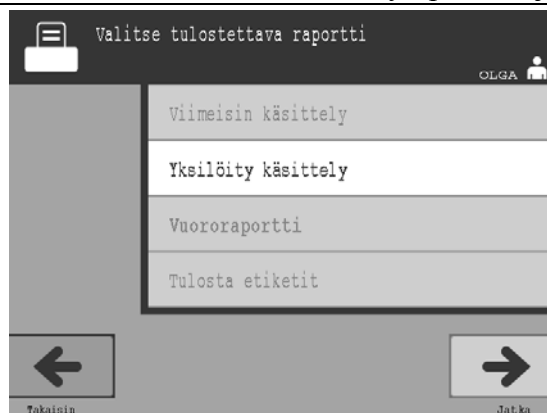 Valitse tulostettava raportti
OLGA
Viimeisin käsittely
Yksilöity käsittely
Vuororaportti
Tulosta etiketit
Takaisin
Jatka